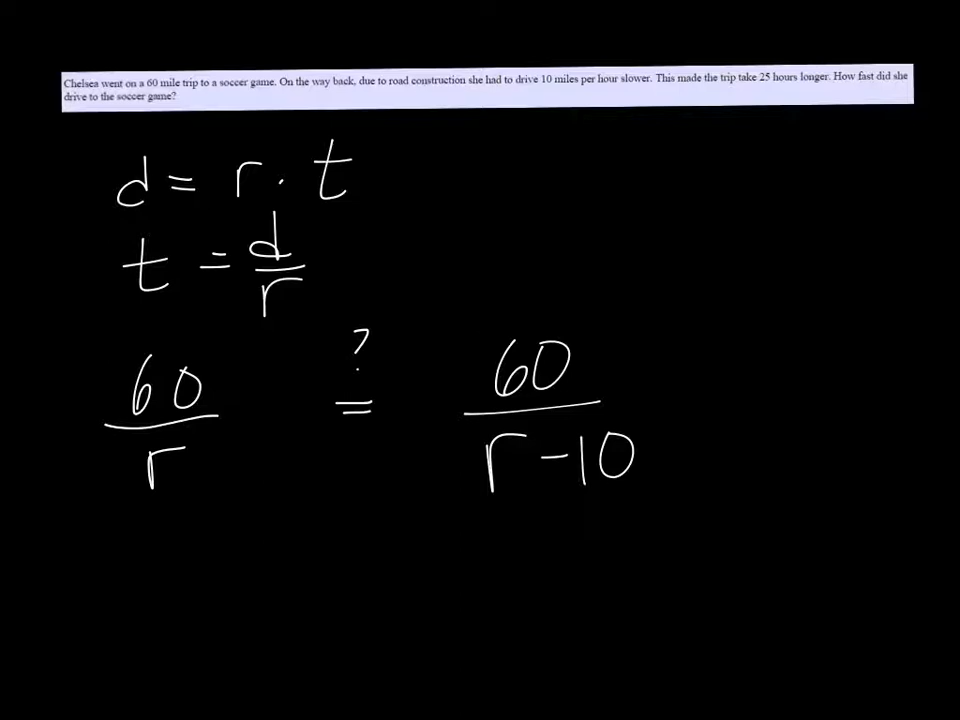 Chelsea went on a 60 mile trip to a soccer game. On the way back, due to road construction she had to drive 10 miles per hour slower. This made the trip take 25 hours longer. How fast did she
drive to the soccer game?
d = r · t
t = d/r
60/r ?= 60/(r-10)